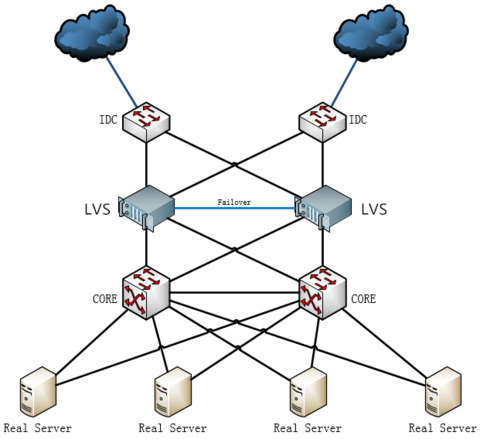 IDC
IDC
LVS
Failover
LVS
CORE
CORE
Real Server
Real Server
Real Server
Real Server